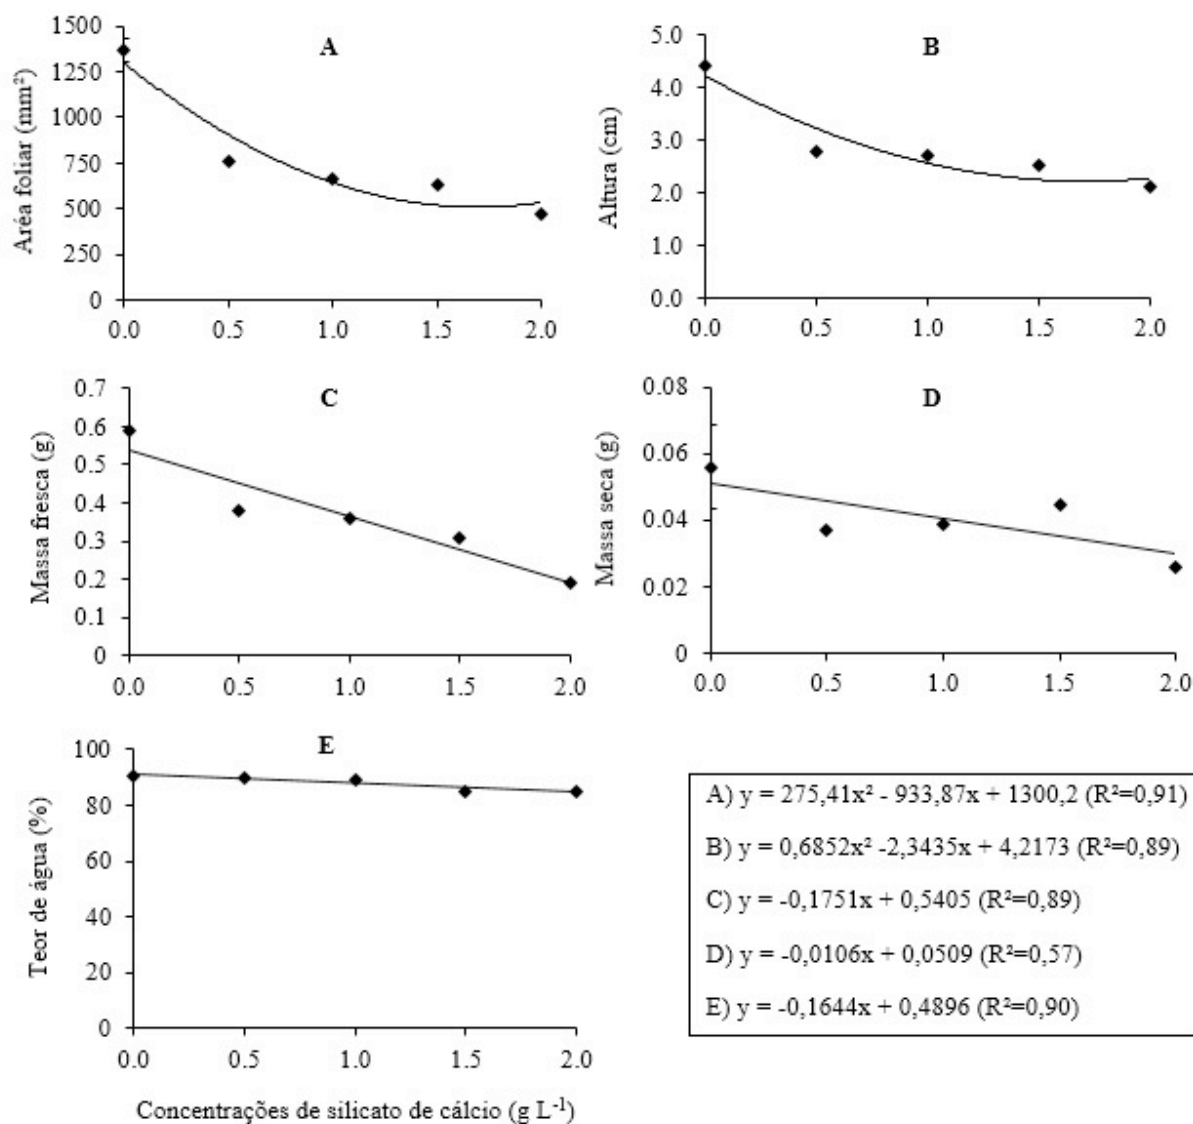 A
Aréa foliar (mm²)
1500
1250
1000
750
500
250
0
0.0 0.5 1.0 1.5 2.0
B
Altura (cm)
5.0
4.0
3.0
2.0
1.0
0.0
0.0 0.5 1.0 1.5 2.0
C
Massa fresca (g)
0.7
0.6
0.5
0.4
0.3
0.2
0.1
0
0.0 0.5 1.0 1.5 2.0
D
Massa seca (g)
0.08
0.06
0.04
0.02
0
0.0 0.5 1.0 1.5 2.0
E
Teor de água (%)
100
80
60
40
20
0
0.0 0.5 1.0 1.5 2.0
Concentrações de silicato de cálcio (g L⁻¹)
A) y = 275,41x² - 933,87x + 1300,2 (R²=0,91)
B) y = 0,6852x² -2,3435x + 4,2173 (R²=0,89)
C) y = -0,1751x + 0,5405 (R²=0,89)
D) y = -0,0106x + 0,0509 (R²=0,57)
E) y = -0,1644x + 0,4896 (R²=0,90)